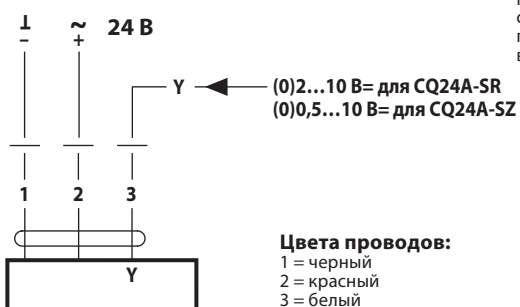 ⊥ ~ 24 В
– +
Y
(0)2...10 В= для CQ24A-SR
(0)0,5...10 В= для CQ24A-SZ
1 2 3
Y
Цвета проводов:
1 = черный
2 = красный
3 = белый